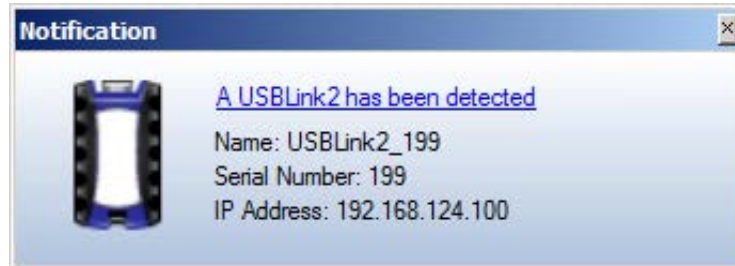 Notification
A USBLink2 has been detected
Name: USBLink2_199
Serial Number: 199
IP Address: 192.168.124.100